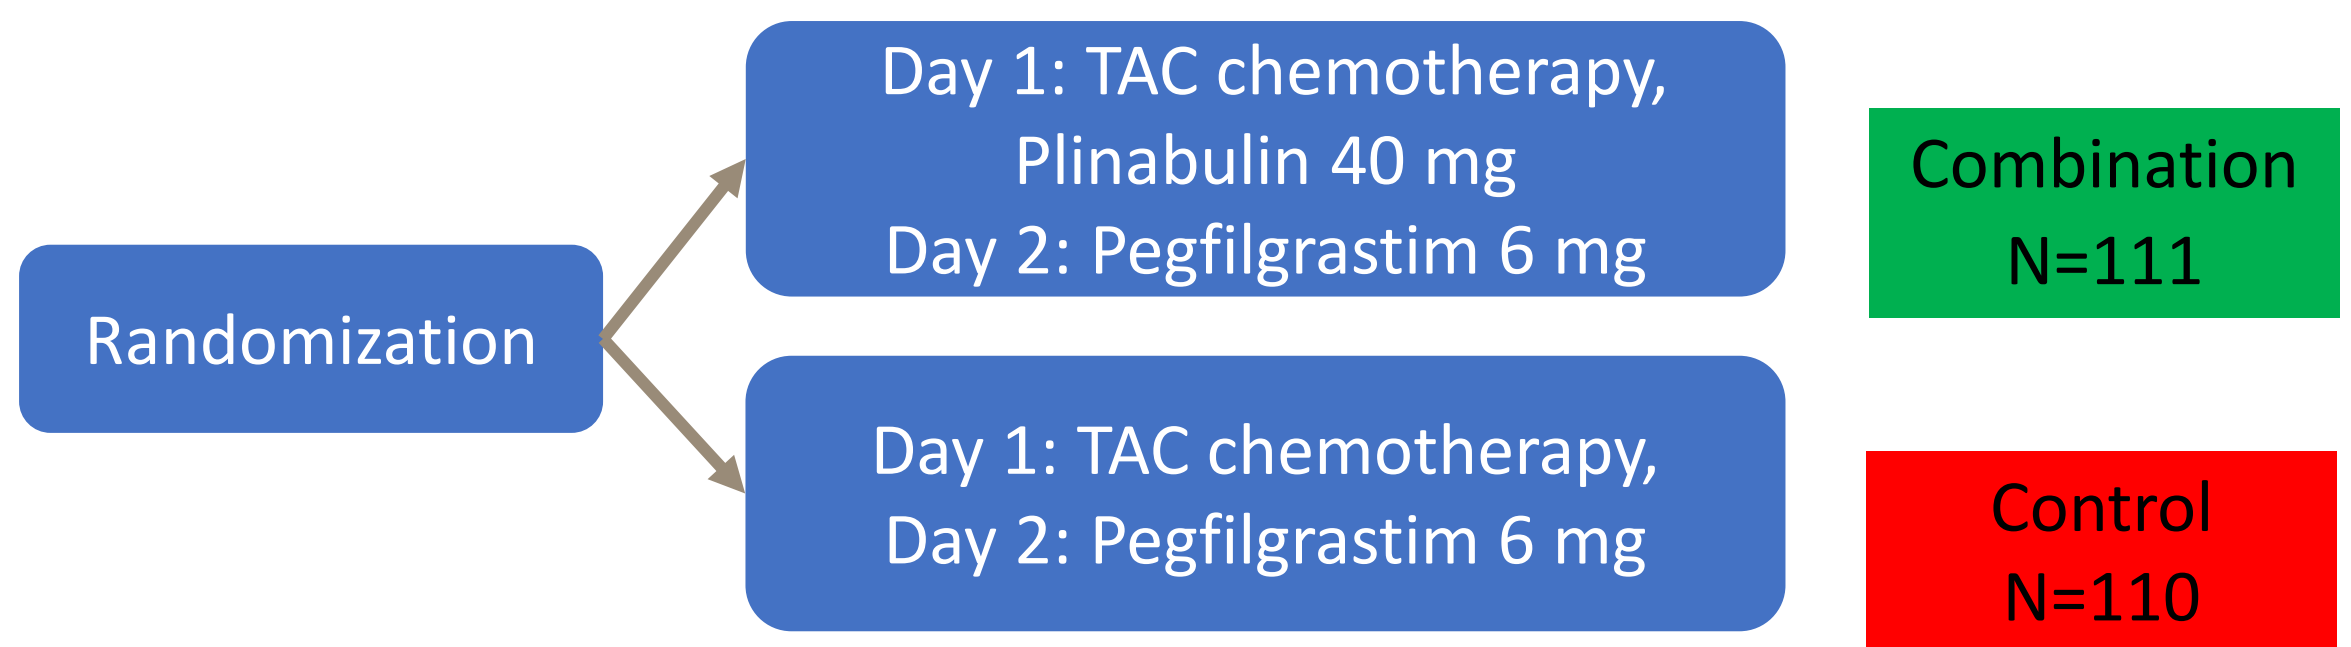 Randomization
Day 1: TAC chemotherapy,
Plinabulin 40 mg
Day 2: Pegfilgrastim 6 mg
Combination
N=111
Day 1: TAC chemotherapy,
Day 2: Pegfilgrastim 6 mg
Control
N=110